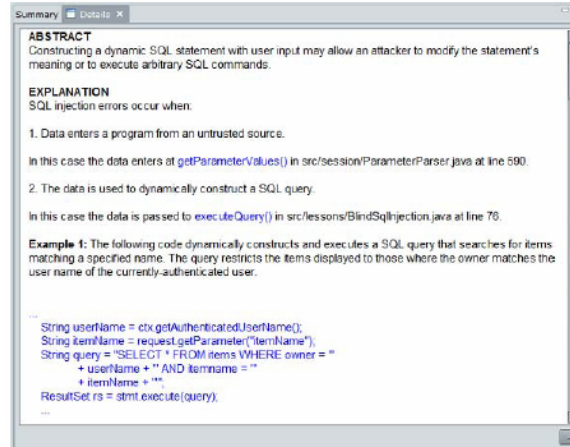 Summary Details ×
ABSTRACT
Constructing a dynamic SQL statement with user input may allow an attacker to modify the statement's
meaning or to execute arbitrary SQL commands.
EXPLANATION
SQL injection errors occur when:
1. Data enters a program from an untrusted source.
In this case the data enters at getParameterValues() in src/session/ParameterParser.java at line 590.
2. The data is used to dynamically construct a SQL query.
In this case the data is passed to executeQuery() in src/lessons/BlindSqlInjection.java at line 76.
Example 1: The following code dynamically constructs and executes a SQL query that searches for items
matching a specified name. The query restricts the items displayed to those where the owner matches the
user name of the currently-authenticated user.
...
String userName = ctx.getAuthenticatedUserName();
String itemName = request.getParameter("itemName");
String query = "SELECT * FROM items WHERE owner = '"
+ userName + "' AND itemname = '"
+ itemName + "'";
ResultSet rs = stmt.execute(query);
...